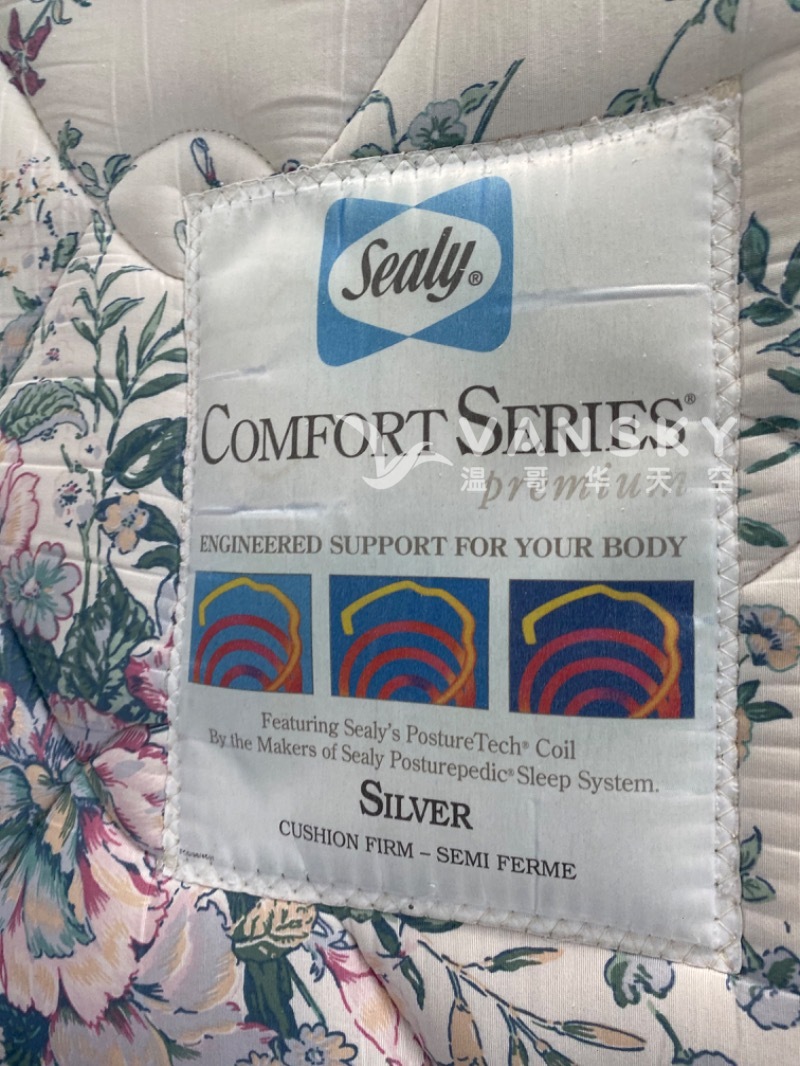 Sealy®
COMFORT SERIES®
VANSKY
温哥华天空
premium
ENGINEERED SUPPORT FOR YOUR BODY
Featuring Sealy's PostureTech® Coil
By the Makers of Sealy Posturepedic® Sleep System.
SILVER
CUSHION FIRM – SEMI FERME